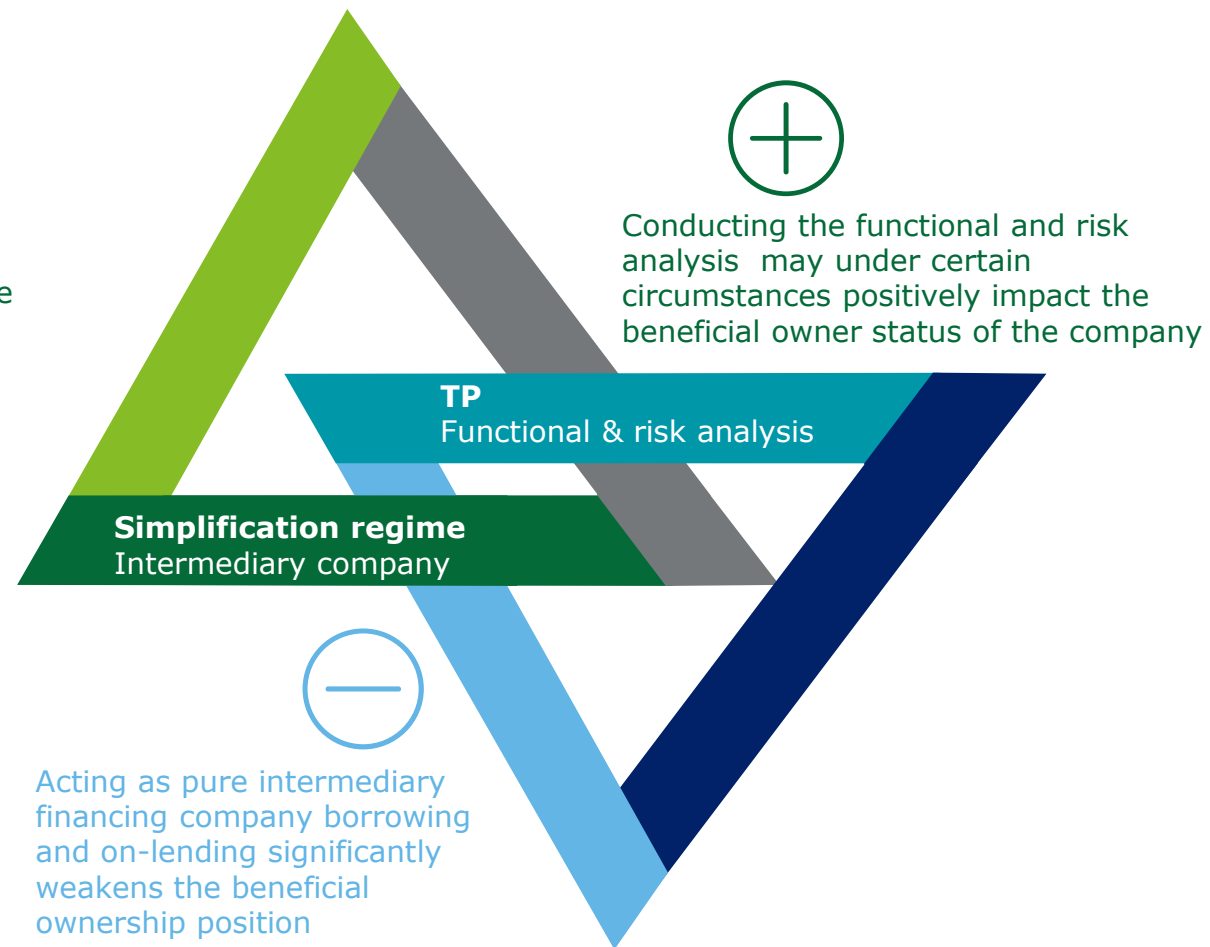 Conducting the functional and risk
analysis  may under certain
circumstances positively impact the
beneficial owner status of the company
e
TP
Functional & risk analysis
Simplification regime
Intermediary company
Acting as pure intermediary
financing company borrowing
and on-lending significantly
weakens the beneficial
ownership position